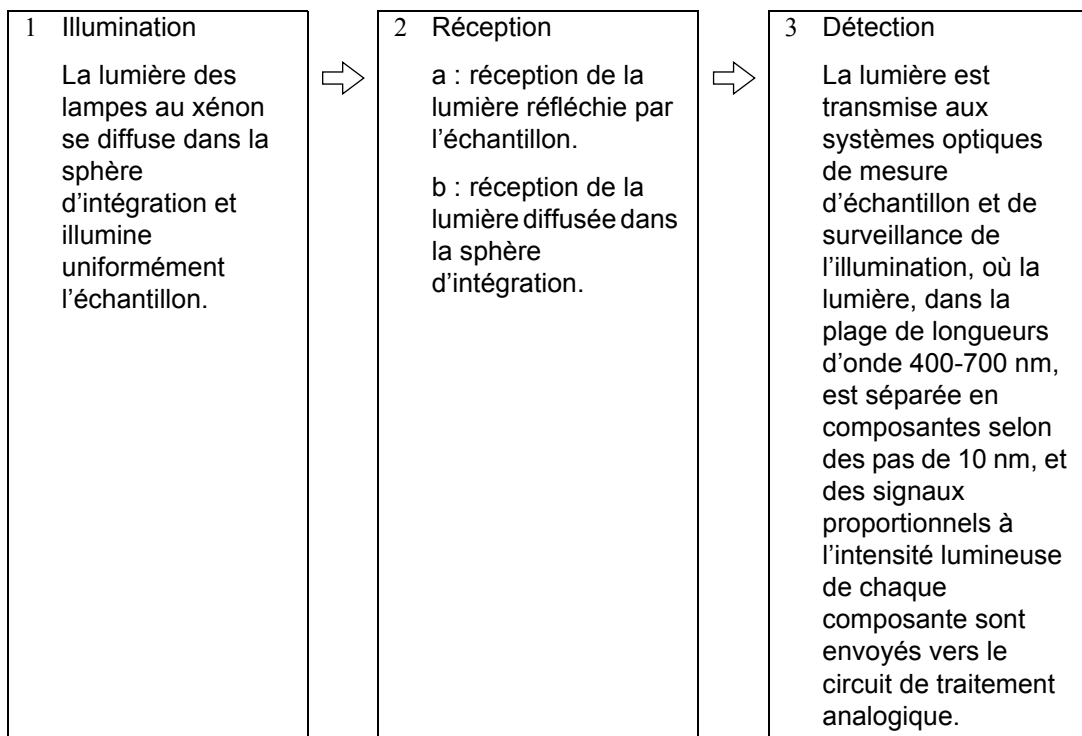 1 Illumination
La lumière des
lampes au xénon
se diffuse dans la
sphère
d’intégration et
illumine
uniformément
l’échantillon.
2 Réception
a : réception de la
lumière réfléchie par
l’échantillon.
b : réception de la
lumière diffusée dans
la sphère
d’intégration.
3 Détection
La lumière est
transmise aux
systèmes optiques
de mesure
d’échantillon et de
surveillance de
l’illumination, où la
lumière, dans la
plage de longueurs
d’onde 400-700 nm,
est séparée en
composantes selon
des pas de 10 nm, et
des signaux
proportionnels à
l’intensité lumineuse
de chaque
composante sont
envoyés vers le
circuit de traitement
analogique.